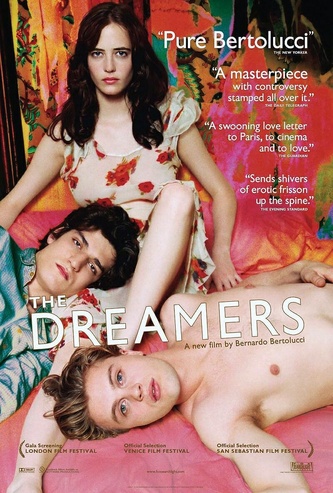 "Pure Bertolucci"
THE NEW YORKER
"A masterpiece
with controversy
stamped all over it."
THE DAILY TELEGRAPH
"A swooning love letter
to Paris, to cinema
and to love."
THE GUARDIAN
"Sends shivers
of erotic frisson
up the spine."
THE EVENING STANDARD
THE
DREAMERS
A new film by Bernardo Bertolucci
Gala Screening
LONDON FILM FESTIVAL
Official Selection
VENICE FILM FESTIVAL
Official Selection
SAN SEBASTIAN FILM FESTIVAL